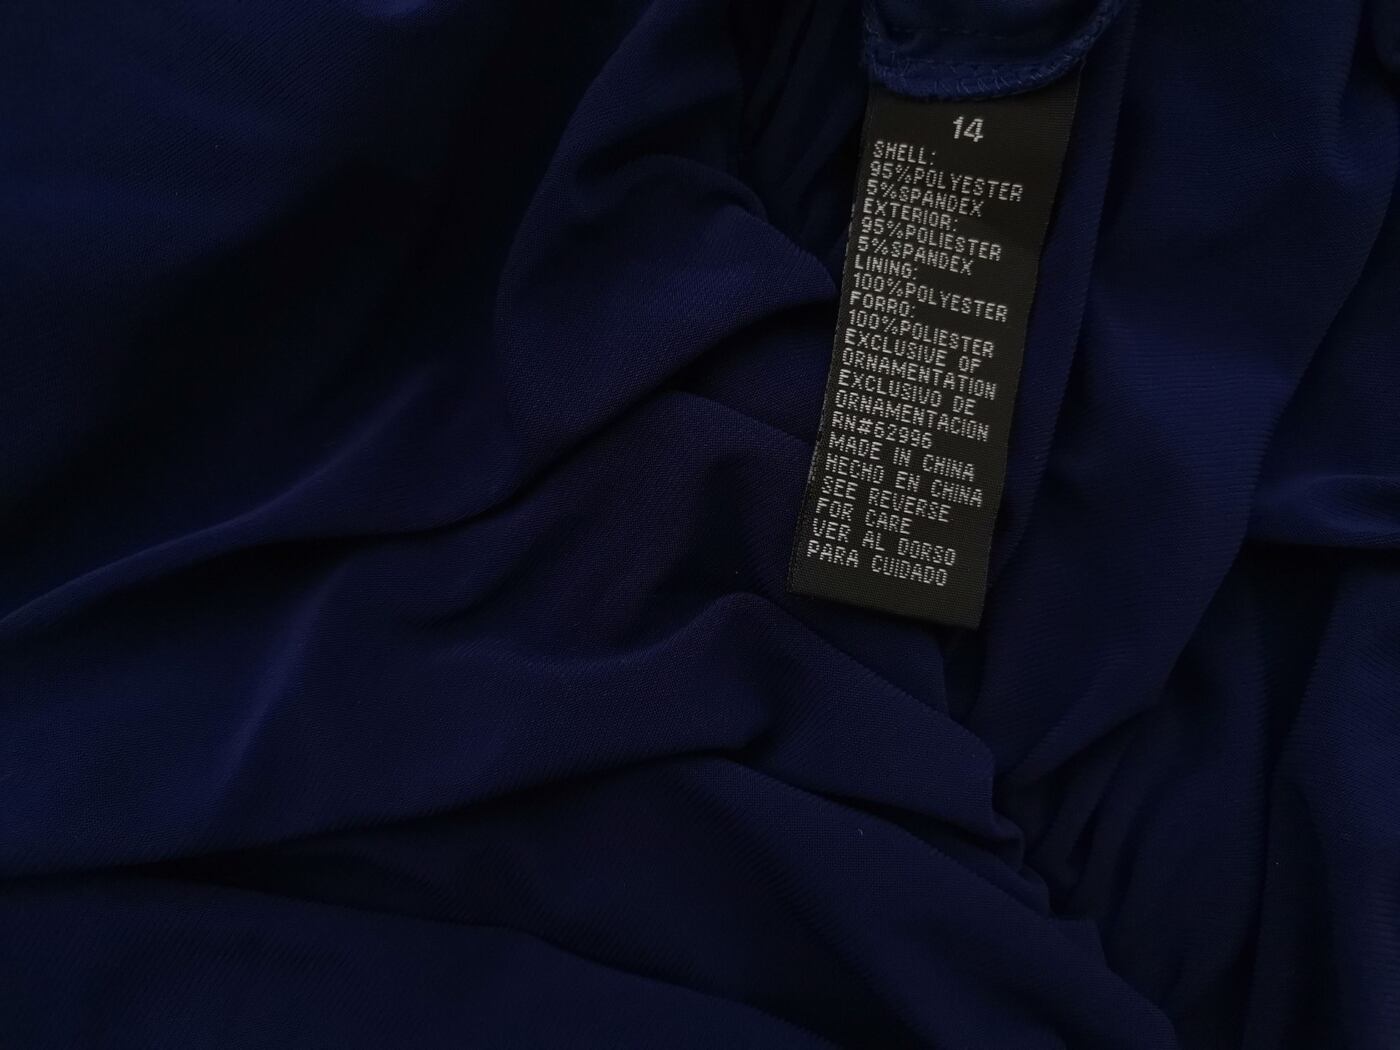 14
SHELL:
95%POLYESTER
5%SPANDEX
EXTERIOR:
95%POLIESTER
5%SPANDEX
LINING:
100%POLYESTER
FORRO:
100%POLIESTER
EXCLUSIVE OF
ORNAMENTATION
EXCLUSIVO DE
ORNAMENTACION
RN#62996
MADE IN CHINA
HECHO EN CHINA
SEE REVERSE
FOR CARE
VER AL DORSO
PARA CUIDADO